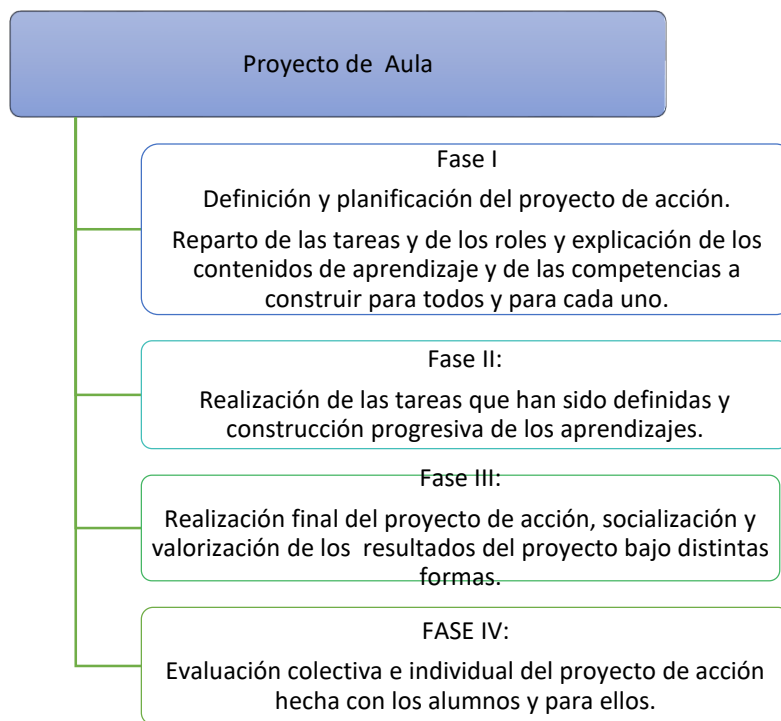 Proyecto de Aula
Fase I
Definición y planificación del proyecto de acción.
Reparto de las tareas y de los roles y explicación de los
contenidos de aprendizaje y de las competencias a
construir para todos y para cada uno.
Fase II:
Realización de las tareas que han sido definidas y
construcción progresiva de los aprendizajes.
Fase III:
Realización final del proyecto de acción, socialización y
valorización de los resultados del proyecto bajo distintas
formas.
FASE IV:
Evaluación colectiva e individual del proyecto de acción
hecha con los alumnos y para ellos.